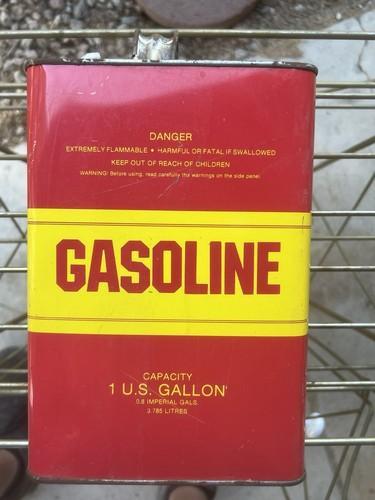 DANGER
EXTREMELY FLAMMABLE • HARMFUL OR FATAL IF SWALLOWED
KEEP OUT OF REACH OF CHILDREN
WARNING: Before using, read carefully the warnings on the side panel
GASOLINE
CAPACITY
1 U.S. GALLON
0.8 IMPERIAL GALS.
3.785 LITRES